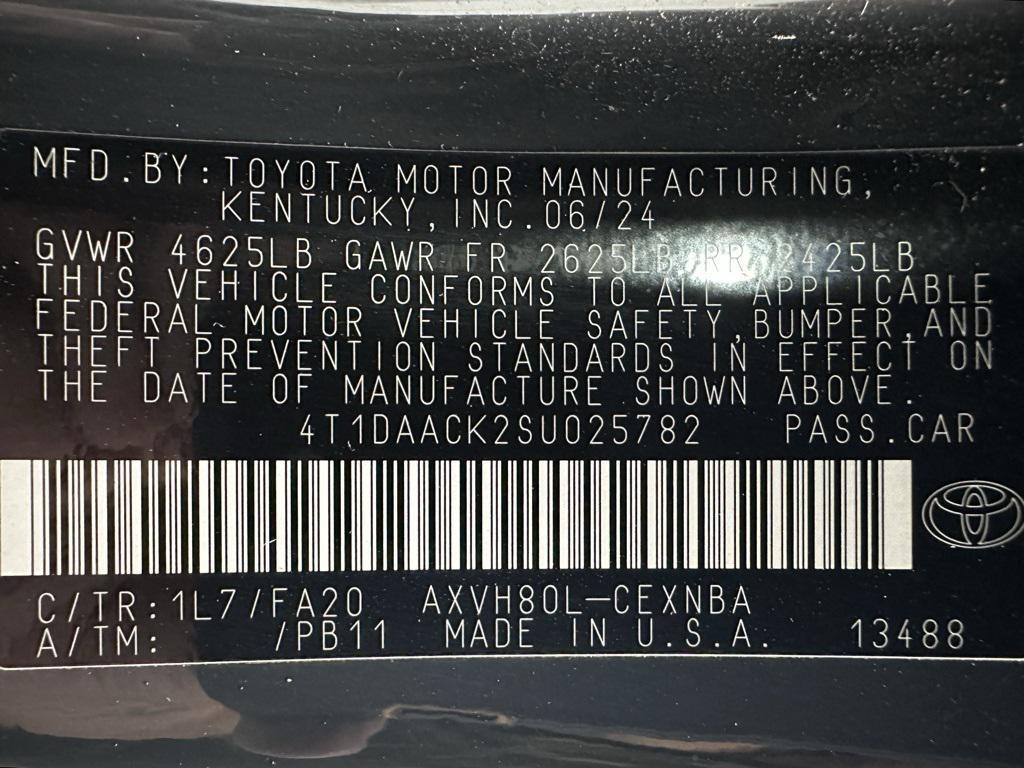 MFD.BY:TOYOTA MOTOR MANUFACTURING,
KENTUCKY,INC.06/24
GVWR 4625LB GAWR FR 2625LB RR 2425LB
THIS VEHICLE CONFORMS TO ALL APPLICABLE
FEDERAL MOTOR VEHICLE SAFETY,BUMPER,AND
THEFT PREVENTION STANDARDS IN EFFECT ON
THE DATE OF MANUFACTURE SHOWN ABOVE.
4T1DAACK2SU025782 PASS.CAR
C/TR:1L7/FA20 AXVH80L-CEXNBA
A/TM: /PB11 MADE IN U.S.A. 13488